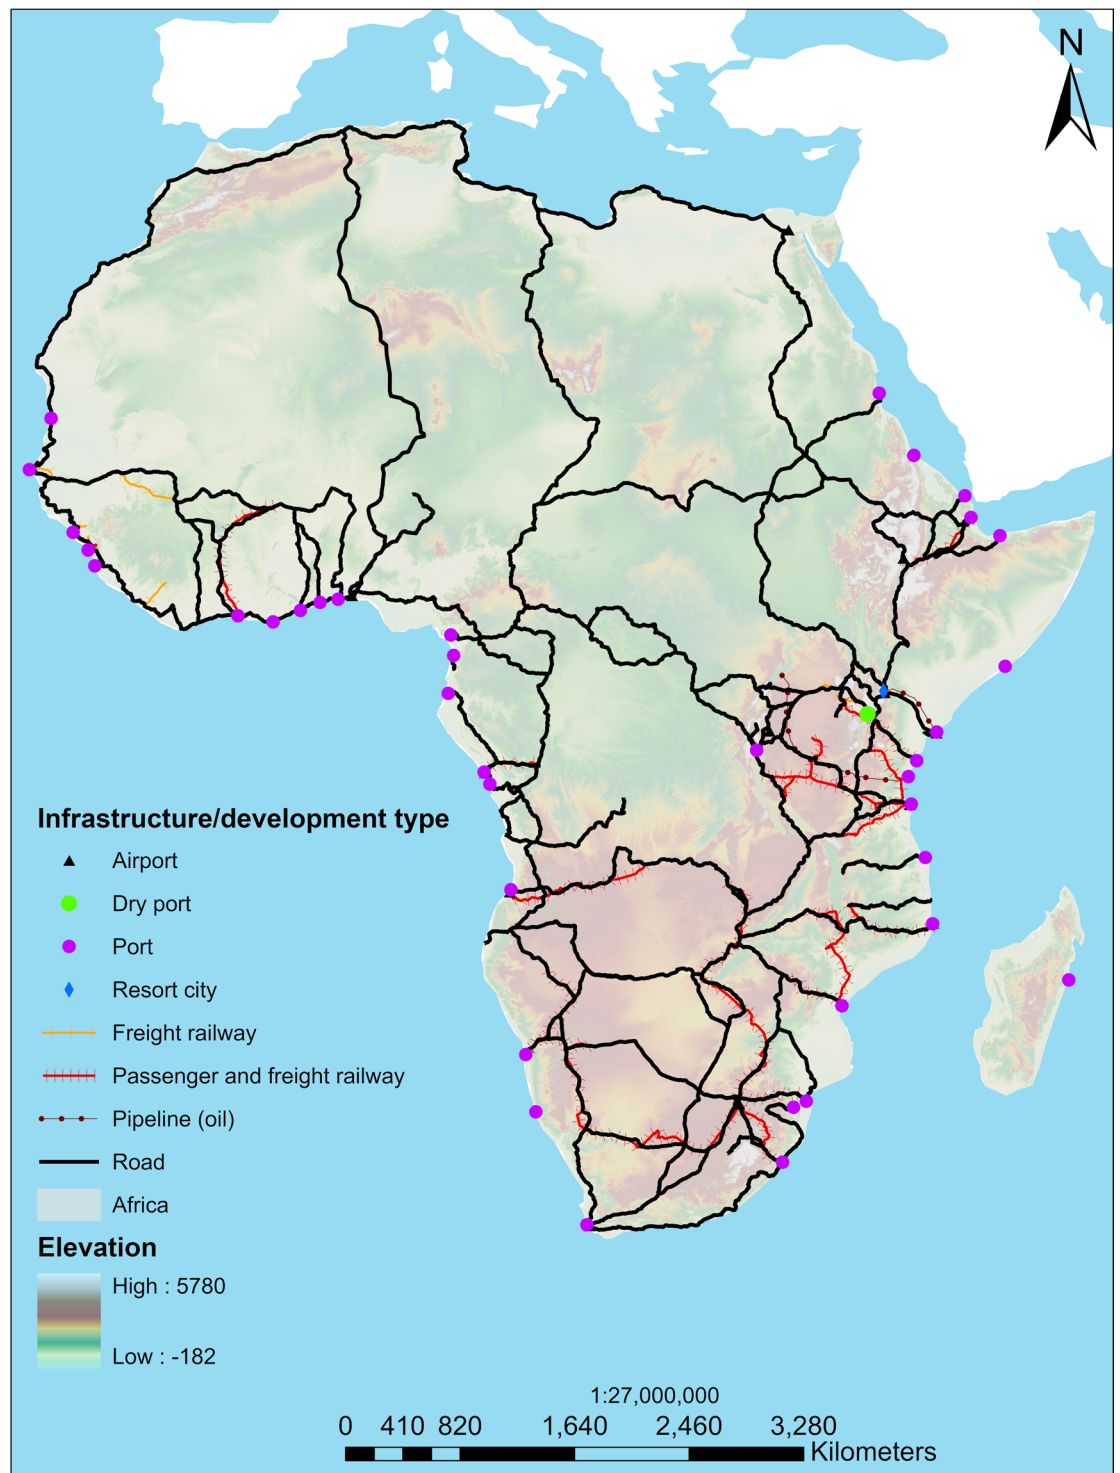 N
Infrastructure/development type
Airport
Dry port
Port
Resort city
Freight railway
Passenger and freight railway
Pipeline (oil)
Road
Africa
Elevation
High : 5780
Low : -182
1:27,000,000
0 410 820 1,640 2,460 3,280
Kilometers